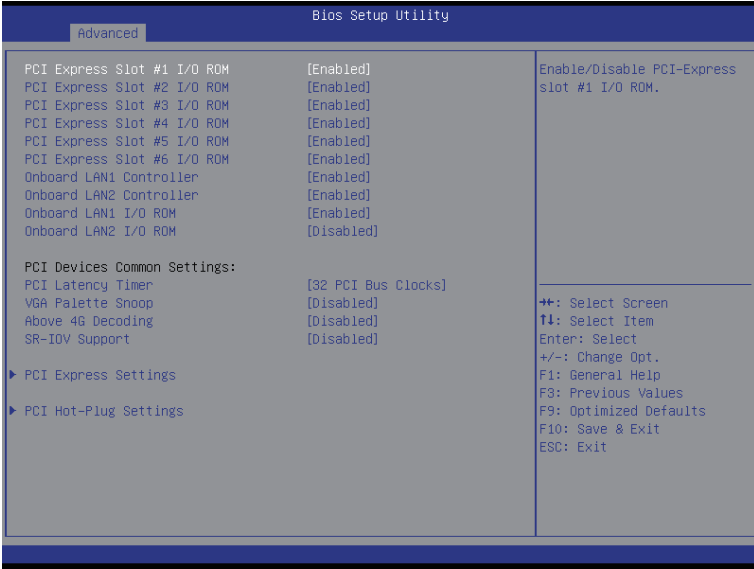 Bios Setup Utility
Advanced
PCI Express Slot #1 I/O ROM [Enabled]
PCI Express Slot #2 I/O ROM [Enabled]
PCI Express Slot #3 I/O ROM [Enabled]
PCI Express Slot #4 I/O ROM [Enabled]
PCI Express Slot #5 I/O ROM [Enabled]
PCI Express Slot #6 I/O ROM [Enabled]
Onboard LAN1 Controller [Enabled]
Onboard LAN2 Controller [Enabled]
Onboard LAN1 I/O ROM [Enabled]
Onboard LAN2 I/O ROM [Disabled]
PCI Devices Common Settings:
PCI Latency Timer [32 PCI Bus Clocks]
VGA Palette Snoop [Disabled]
Above 4G Decoding [Disabled]
SR-IOV Support [Disabled]
PCI Express Settings
PCI Hot-Plug Settings
Enable/Disable PCI-Express
slot #1 I/O ROM.
→←: Select Screen
↑↓: Select Item
Enter: Select
+/-: Change Opt.
F1: General Help
F3: Previous Values
F9: Optimized Defaults
F10: Save & Exit
ESC: Exit